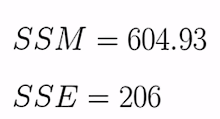 SSM = 604.93
SSE = 206